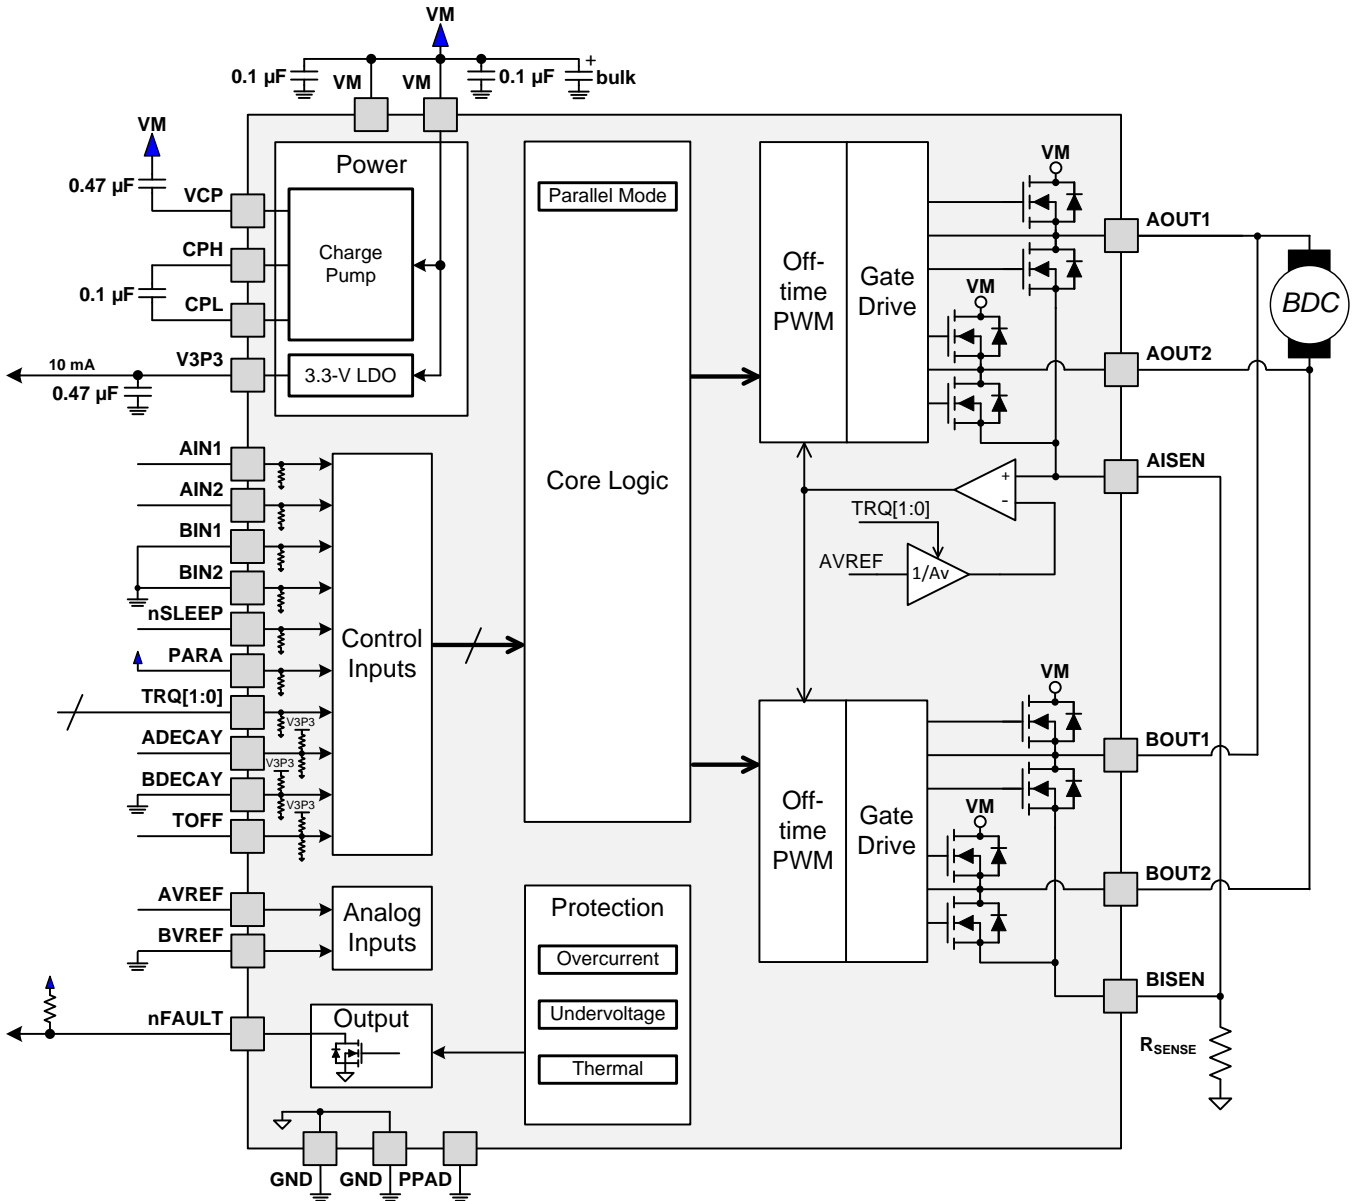 VM
0.1 µF
VM
VM
0.1 µF
+
bulk
VM
0.47 µF
VCP
CPH
0.1 µF
CPL
V3P3
10 mA
0.47 µF
Power
Charge
Pump
3.3-V LDO
AIN1
AIN2
BIN1
BIN2
nSLEEP
PARA
TRQ[1:0]
ADECAY
BDECAY
TOFF
V3P3
V3P3
V3P3
Control
Inputs
AVREF
BVREF
Analog
Inputs
nFAULT
Output
GND
GND
PPAD
Parallel Mode
Core Logic
Protection
Overcurrent
Undervoltage
Thermal
Off-
time
PWM
Gate
Drive
VM
VM
AOUT1
BDC
AOUT2
AISEN
+
-
TRQ[1:0]
AVREF
1/Av
Off-
time
PWM
Gate
Drive
VM
VM
BOUT1
BOUT2
BISEN
RSENSE